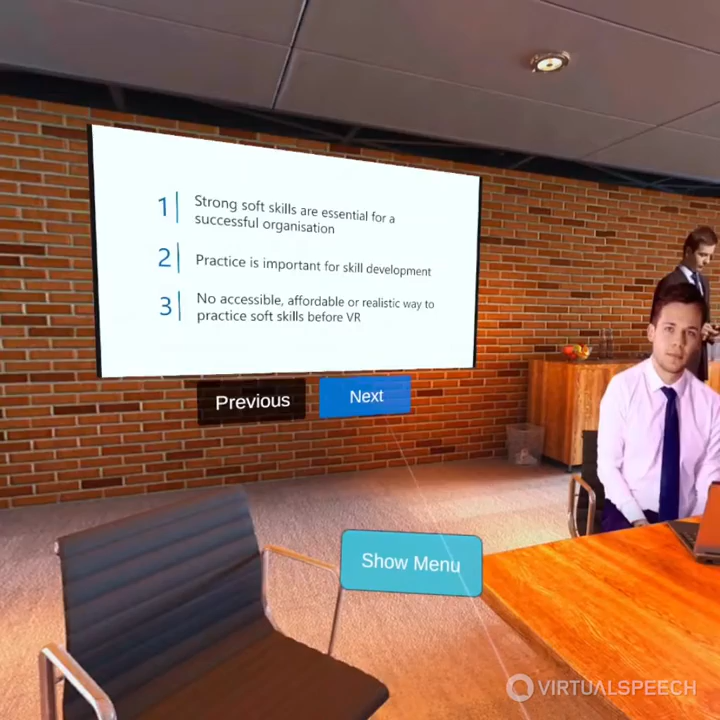 1 Strong soft skills are essential for a
successful organisation
2 Practice is important for skill development
3 No accessible, affordable or realistic way to
practice soft skills before VR
Previous
Next
Show Menu
VIRTUALSPEECH